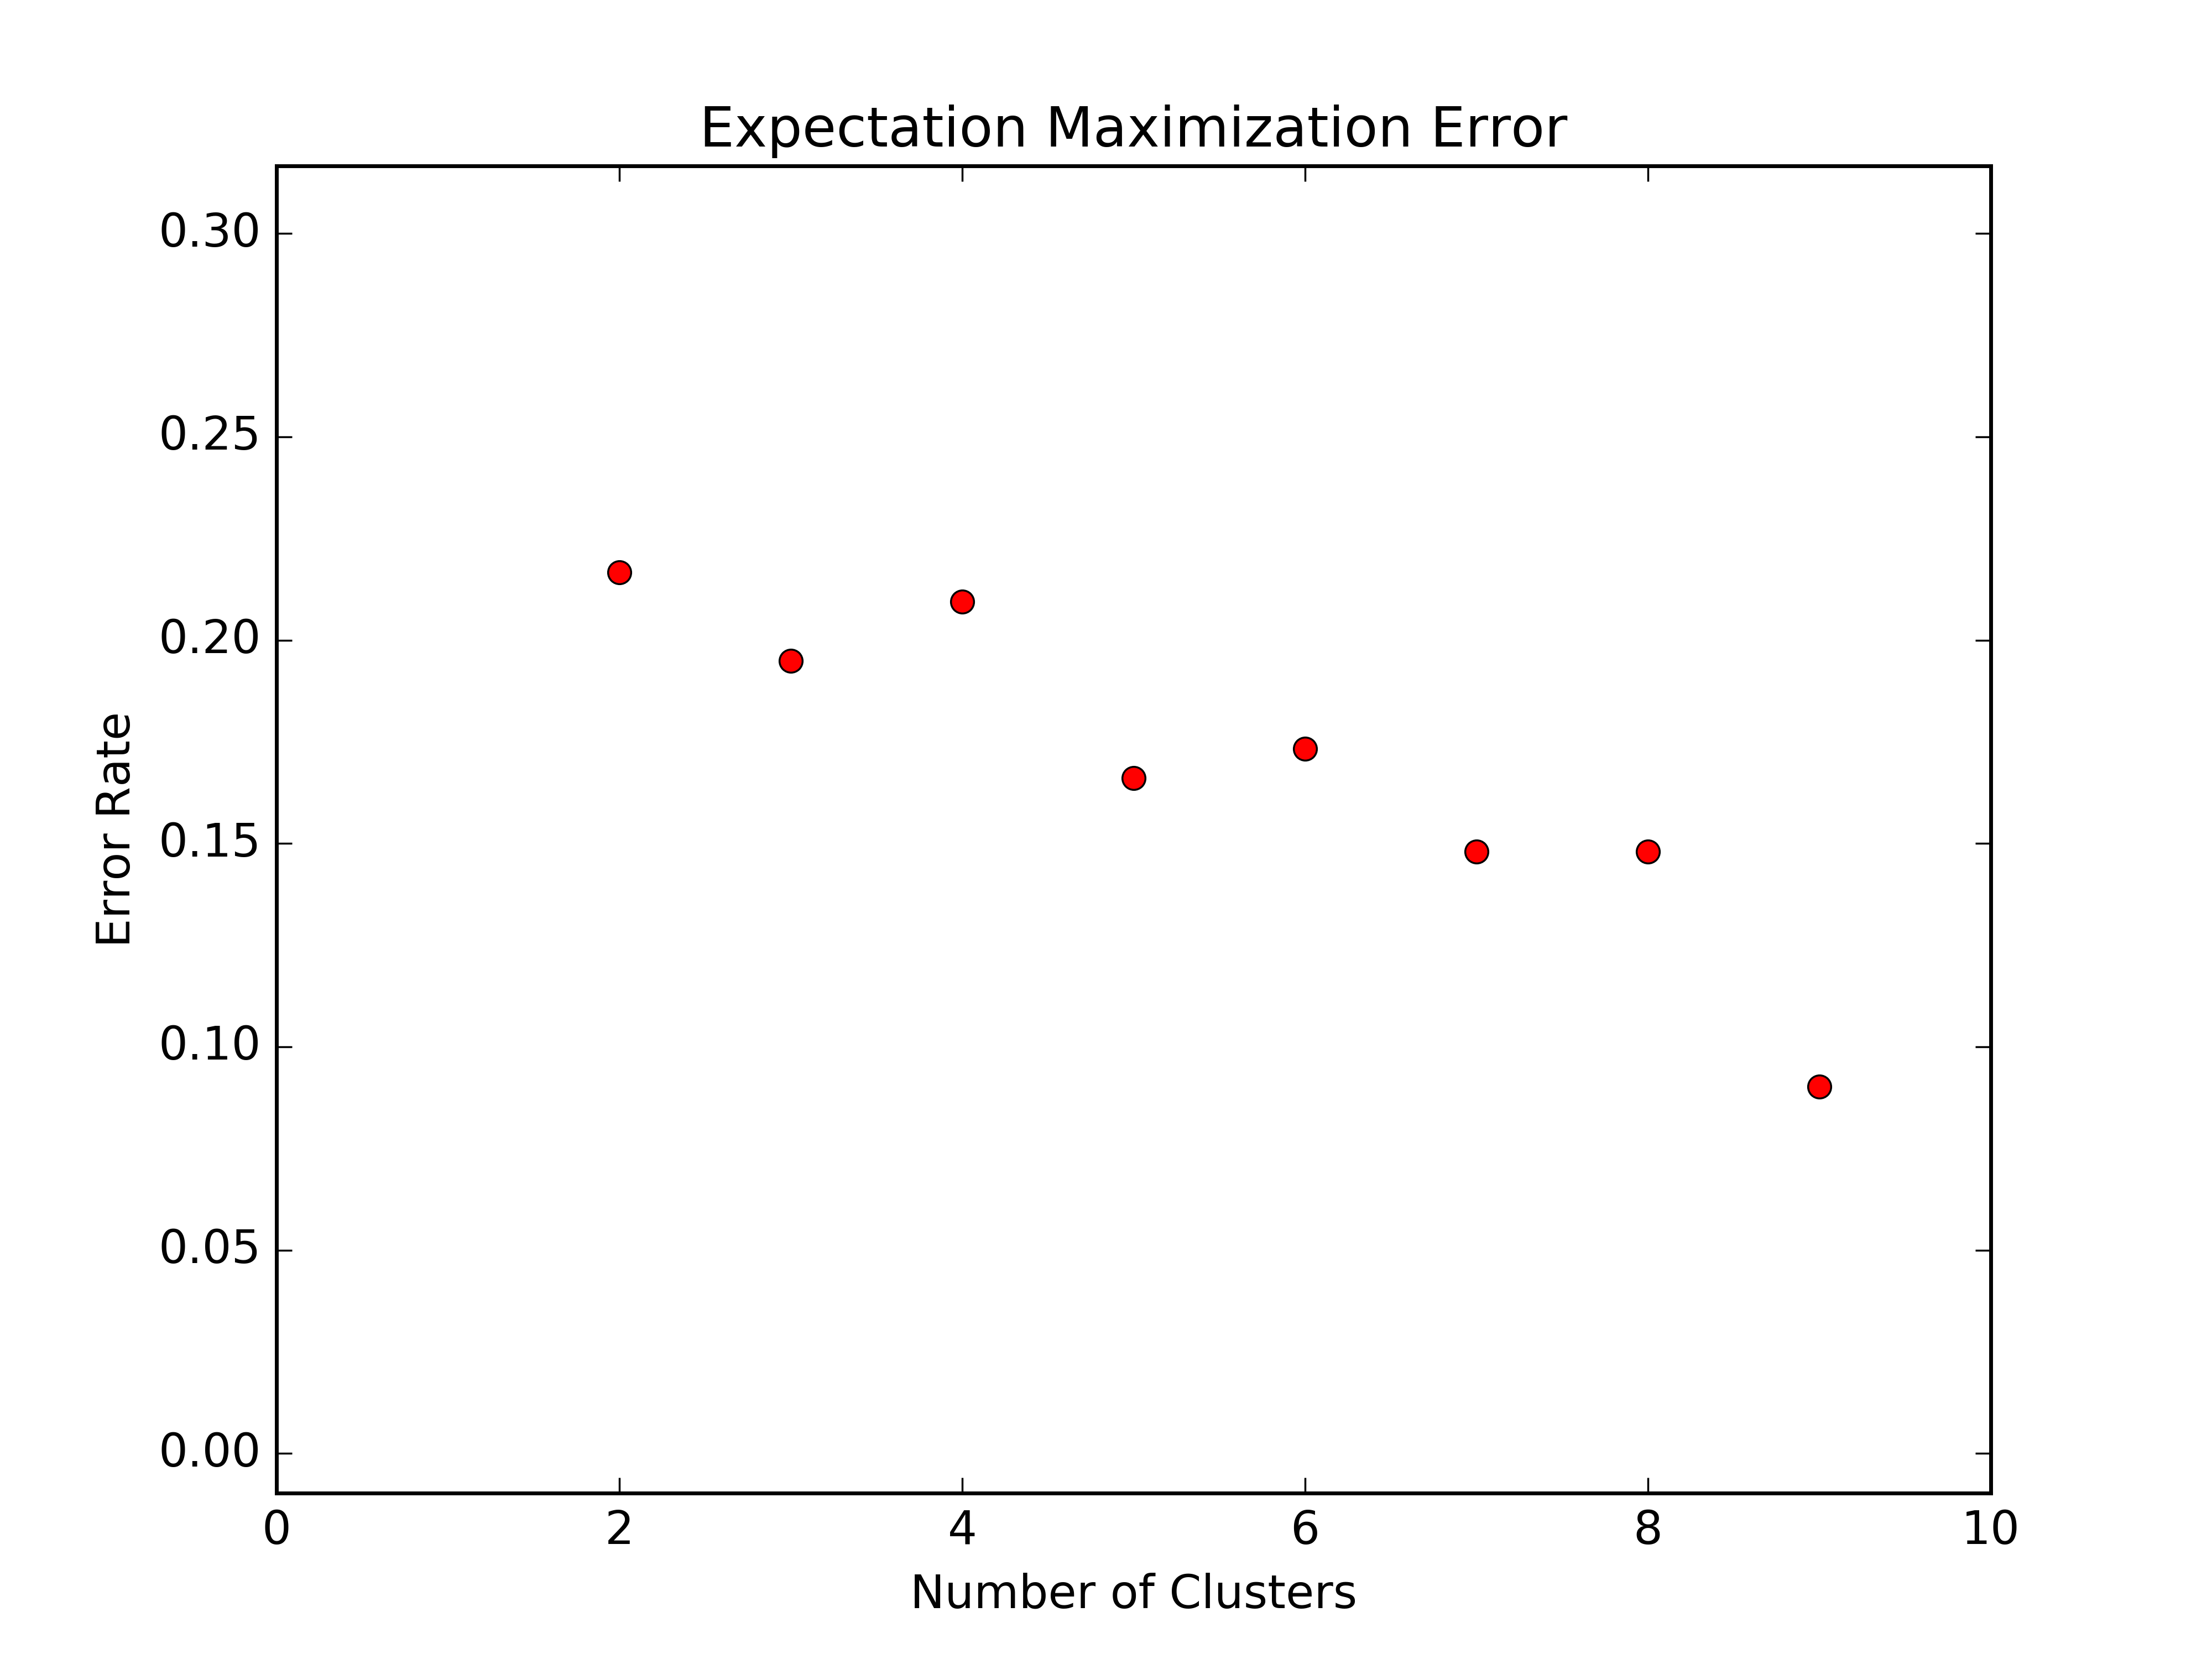 Expectation Maximization Error
0.30
0.25
0.20
0.15
0.10
0.05
0.00
Error Rate
0 2 4 6 8 10
Number of Clusters